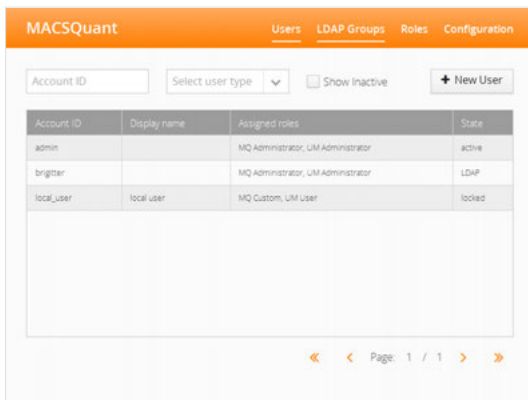 MACSQuant Users LDAP Groups Roles Configuration
Account ID Select user type Show Inactive + New User
Account ID Display name Assigned roles State
admin MQ Administrator, UM Administrator active
brigitter MQ Administrator, UM Administrator LDAP
local_user local user MQ Custom, UM User locked
« < Page: 1 / 1 > »